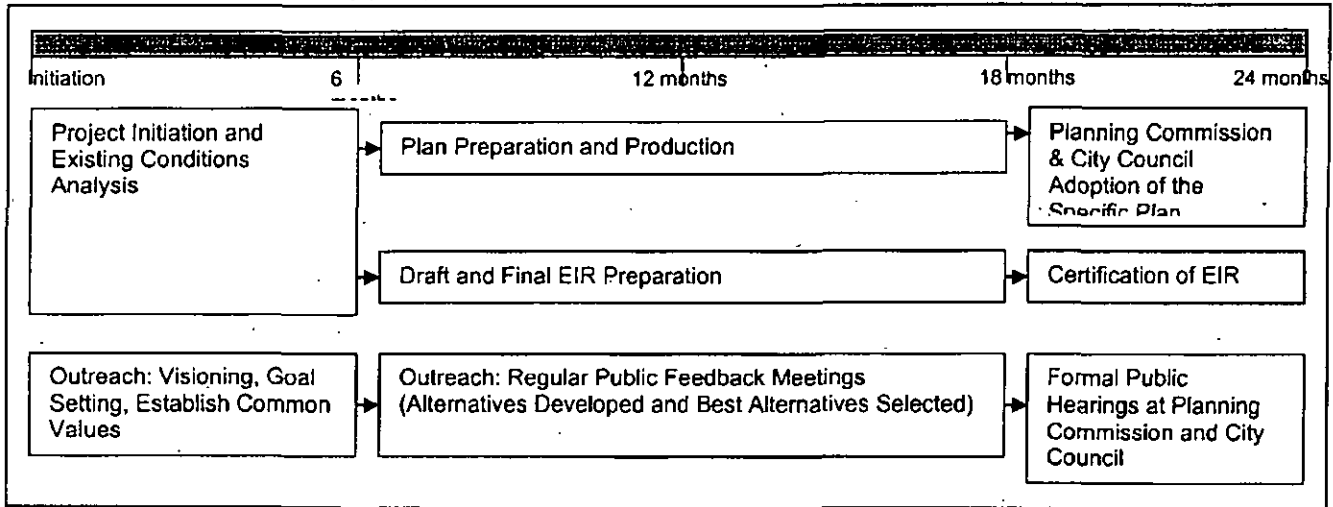 Initiation
6
months
12 months
18 months
24 months
Project Initiation and
Existing Conditions
Analysis
Plan Preparation and Production
Planning Commission
& City Council
Adoption of the
Specific Plan
Draft and Final EIR Preparation
Certification of EIR
Outreach: Visioning, Goal
Setting, Establish Common
Values
Outreach: Regular Public Feedback Meetings
(Alternatives Developed and Best Alternatives Selected)
Formal Public
Hearings at Planning
Commission and City
Council